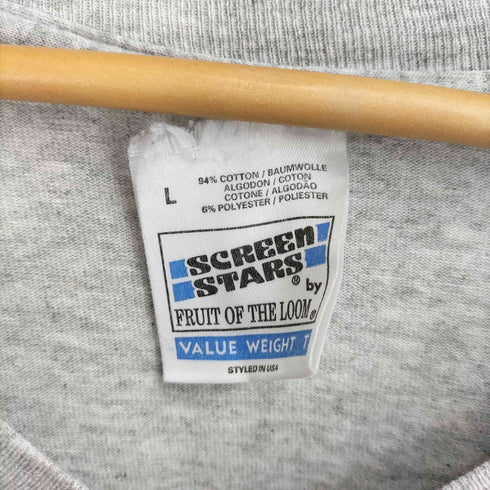 L
94% COTTON / BAUMWOLLE
ALGODON / COTON
COTONE / ALGODÃO
6% POLYESTER / POLIESTER
SCREEN
STARS ®
by
FRUIT OF THE LOOM ®
VALUE WEIGHT T
STYLED IN USA